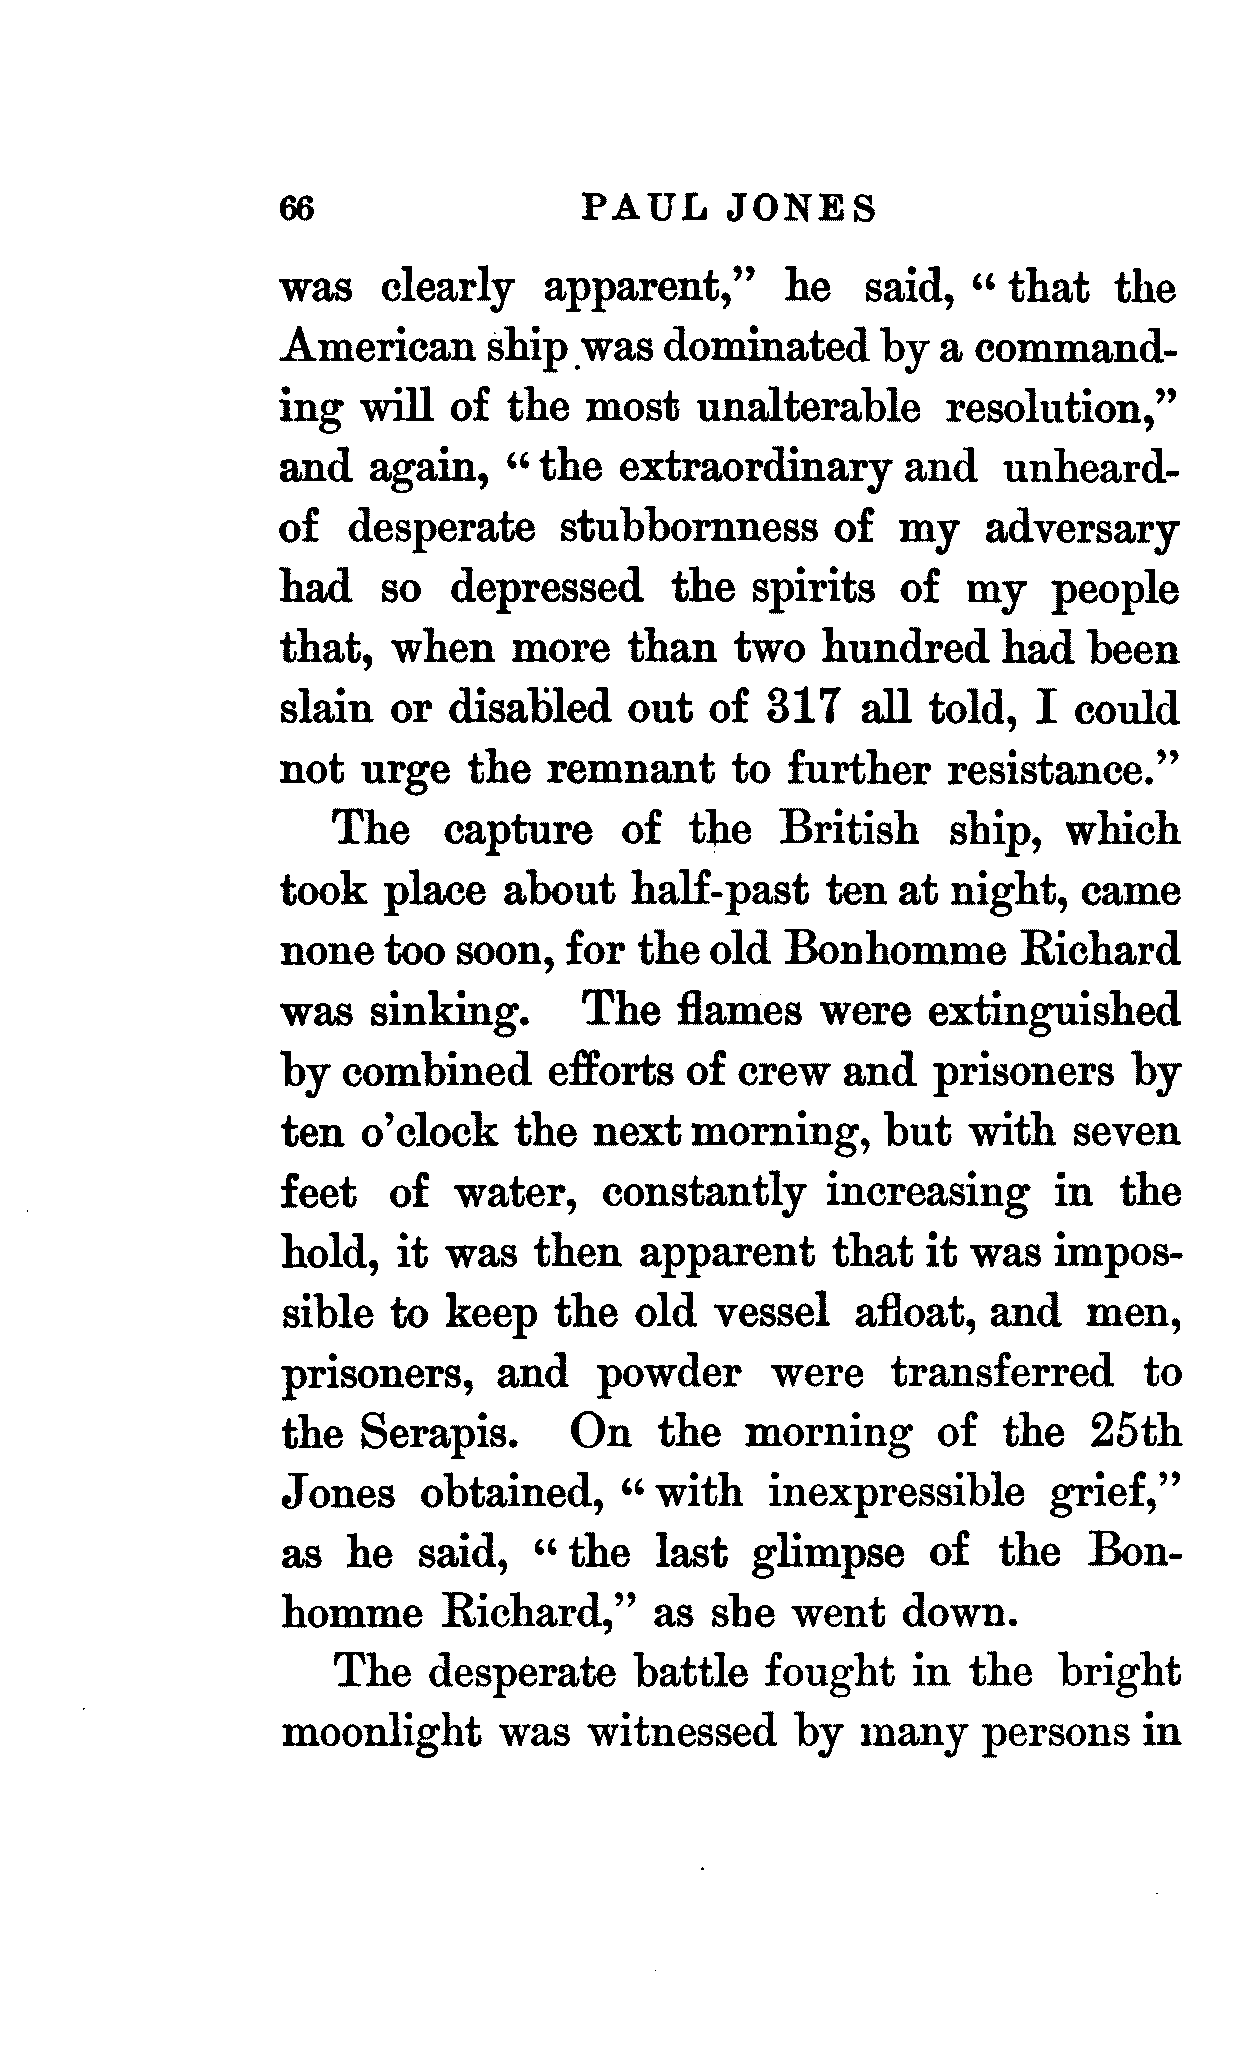 66 PAUL JONES
was clearly apparent," he said, "that the
American ship was dominated by a command-
ing will of the most unalterable resolution,"
and again, "the extraordinary and unheard-
of desperate stubbornness of my adversary
had so depressed the spirits of my people
that, when more than two hundred had been
slain or disabled out of 317 all told, I could
not urge the remnant to further resistance."
The capture of the British ship, which
took place about half-past ten at night, came
none too soon, for the old Bonhomme Richard
was sinking. The flames were extinguished
by combined efforts of crew and prisoners by
ten o'clock the next morning, but with seven
feet of water, constantly increasing in the
hold, it was then apparent that it was impos-
sible to keep the old vessel afloat, and men,
prisoners, and powder were transferred to
the Serapis. On the morning of the 25th
Jones obtained, "with inexpressible grief,"
as he said, "the last glimpse of the Bon-
homme Richard," as she went down.
The desperate battle fought in the bright
moonlight was witnessed by many persons in